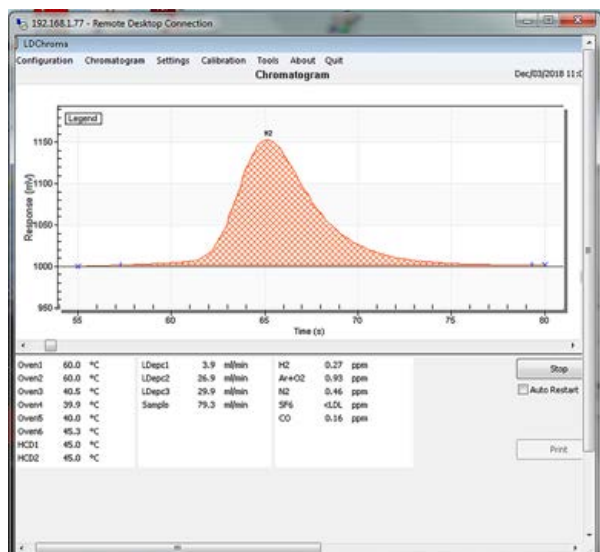 192.168.1.77 - Remote Desktop Connection
LDChroma
Configuration Chromatogram Settings Calibration Tools About Quit
Chromatogram Dec/03/2018 11:0
Legend
H2
1150
1100
1050
1000
950
Response (mv)
55 60 65 70 75 80
Time (s)
Oven1 60.0 °C LDepc1 3.9 ml/min H2 0.27 ppm Stop
Oven2 60.0 °C LDepc2 26.9 ml/min Ar+O2 0.93 ppm Auto Restart
Oven3 40.5 °C LDepc3 29.9 ml/min N2 0.46 ppm
Oven4 39.9 °C Sample 79.3 ml/min SF6 <LDL ppm
Oven5 40.0 °C CO 0.16 ppm
Oven6 45.3 °C
HCD1 45.0 °C Print
HCD2 45.0 °C